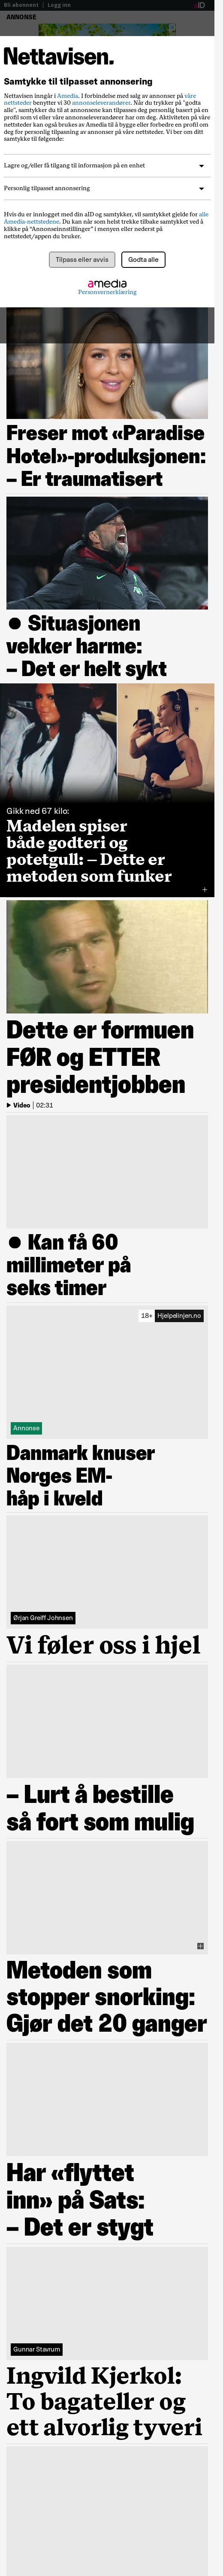 Bli abonnent | Logg inn
aID
ANNONSE
Nettavisen.
Samtykke til tilpasset annonsering
Nettavisen inngår i Amedia. I forbindelse med salg av annonser på våre
nettsteder benytter vi 30 annonseleverandører. Når du trykker på "godta
alle", samtykker du til at annonsene kan tilpasses deg personlig basert på en
profil som vi eller våre annonseleverandører har om deg. Aktiviteten på våre
nettsteder kan også brukes av Amedia til å bygge eller forbedre en profil om
deg for personlig tilpasning av annonser på våre nettsteder. Vi ber om ditt
samtykke til følgende:
Lagre og/eller få tilgang til informasjon på en enhet
Personlig tilpasset annonsering
Hvis du er innlogget med din aID og samtykker, vil samtykket gjelde for alle
Amedia-nettstedene. Du kan når som helst trekke tilbake samtykket ved å
klikke på “Annonseinnstillinger” i menyen eller nederst på
nettstedet/appen du bruker.
Tilpass eller avvis
Godta alle
amedia
Personvernerklæring
Freser mot «Paradise
Hotel»-produksjonen:
– Er traumatisert
● Situasjonen
vekker harme:
– Det er helt sykt
Gikk ned 67 kilo:
Madelen spiser
både godteri og
potetgull: – Dette er
metoden som funker
Dette er formuen
FØR og ETTER
presidentjobben
Video | 02:31
● Kan få 60
millimeter på
seks timer
18+ Hjelpelinjen.no
Annonse
Danmark knuser
Norges EM-
håp i kveld
Ørjan Greiff Johnsen
Vi føler oss i hjel
– Lurt å bestille
så fort som mulig
Metoden som
stopper snorking:
Gjør det 20 ganger
Har «flyttet
inn» på Sats:
– Det er stygt
Gunnar Stavrum
Ingvild Kjerkol:
To bagateller og
ett alvorlig tyveri